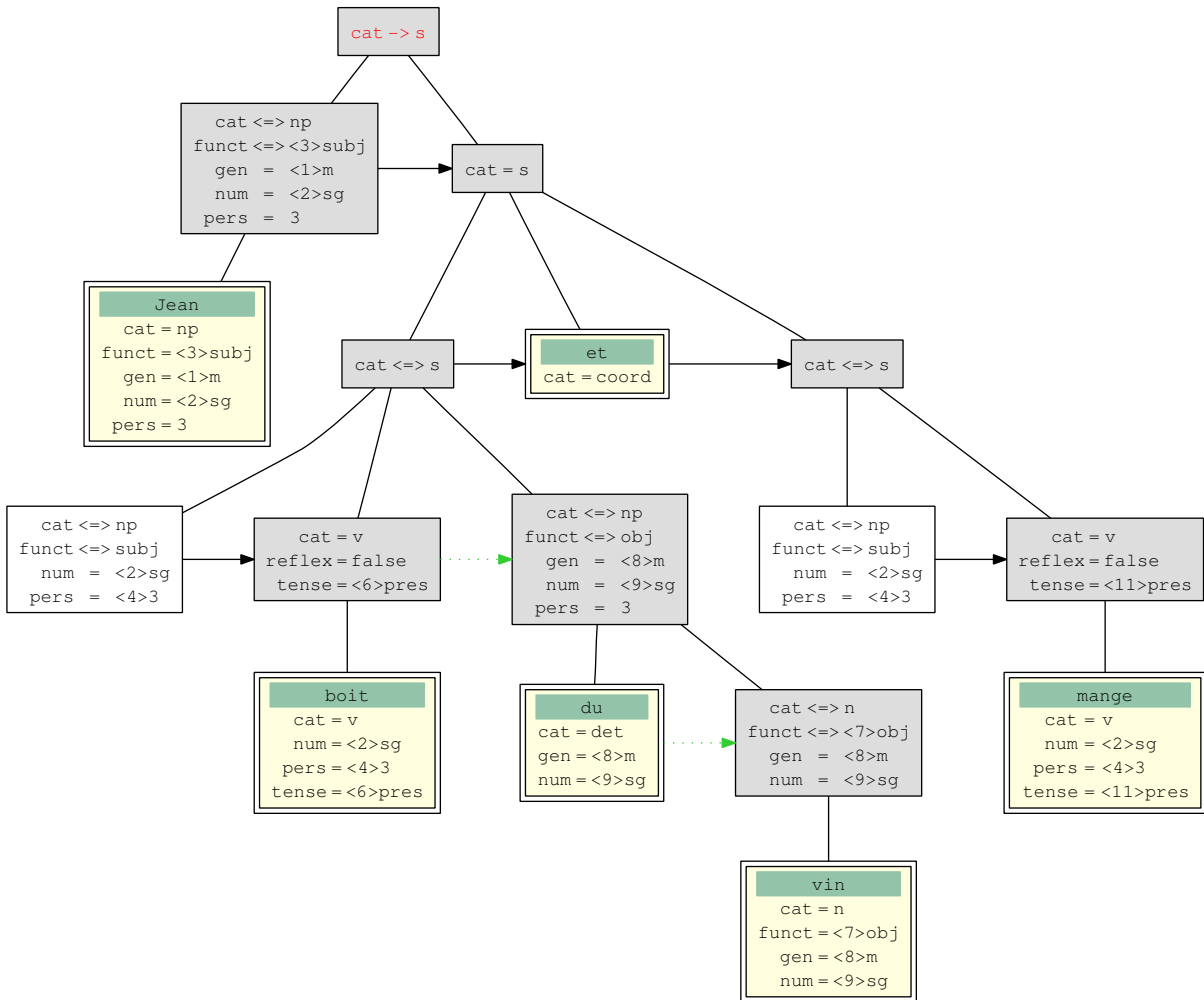 cat -> s
cat <=> np
funct <=> <3>subj
gen = <1>m
num = <2>sg
pers = 3
cat = s
Jean
cat = np
funct = <3>subj
gen = <1>m
num = <2>sg
pers = 3
cat <=> s
et
cat = coord
cat <=> s
cat <=> np
funct <=> subj
num = <2>sg
pers = <4>3
cat = v
reflex = false
tense = <6>pres
cat <=> np
funct <=> obj
gen = <8>m
num = <9>sg
pers = 3
cat <=> np
funct <=> subj
num = <2>sg
pers = <4>3
cat = v
reflex = false
tense = <11>pres
boit
cat = v
num = <2>sg
pers = <4>3
tense = <6>pres
du
cat = det
gen = <8>m
num = <9>sg
cat <=> n
funct <=> <7>obj
gen = <8>m
num = <9>sg
mange
cat = v
num = <2>sg
pers = <4>3
tense = <11>pres
vin
cat = n
funct = <7>obj
gen = <8>m
num = <9>sg